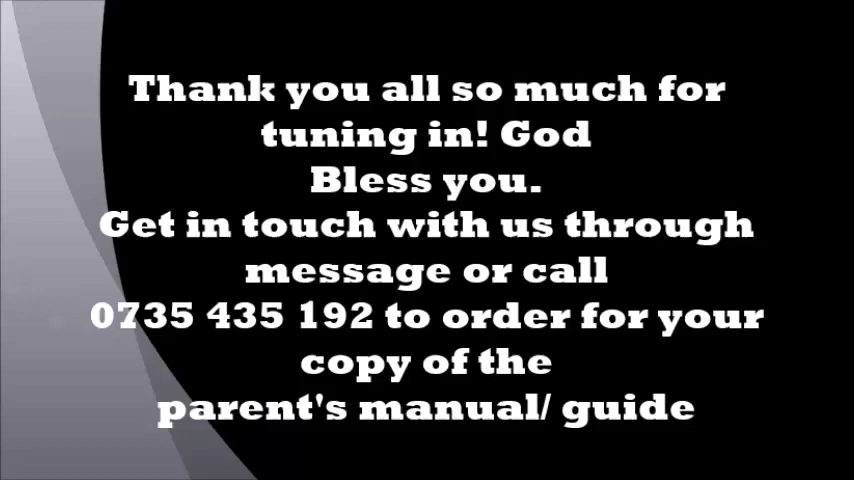 Thank you all so much for
tuning in! God
Bless you.
Get in touch with us through
message or call
0735 435 192 to order for your
copy of the
parent's manual/ guide